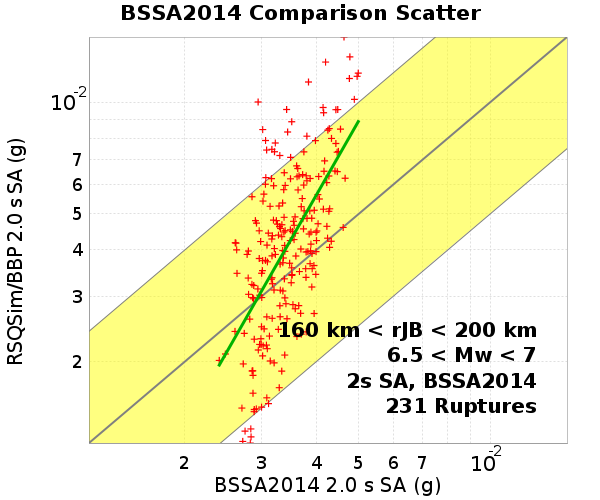 BSSA2014 Comparison Scatter
RSQSim/BBP 2.0 s SA (g)
10-2
7
6
5
4
3
2
160 km < rJB < 200 km
6.5 < Mw < 7
2s SA, BSSA2014
231 Ruptures
2 3 4 5 6 7 10-2
BSSA2014 2.0 s SA (g)